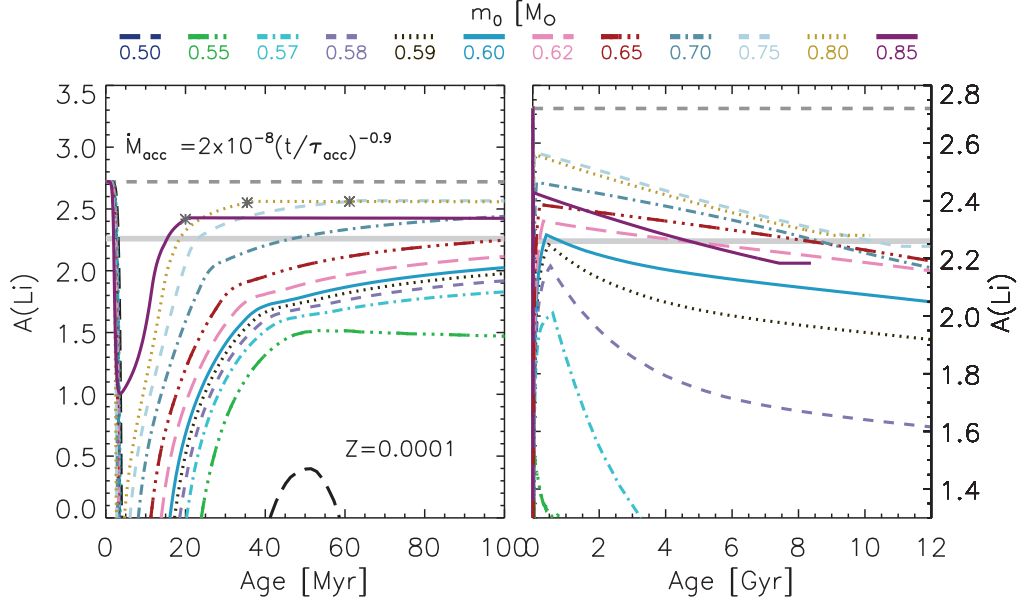 m₀ [M⊙
0.50 0.55 0.57 0.58 0.59 0.60 0.62 0.65 0.70 0.75 0.80 0.85
3.5
3.0
2.5
2.0
1.5
1.0
0.5
0.0
A(Li)
Ṁacc =2x10⁻⁸(t/τacc)⁻⁰·⁹
Z=0.0001
0 20 40 60 80 100
Age [Myr]
2.8
2.6
2.4
2.2
2.0
1.8
1.6
1.4
A(Li)
0 2 4 6 8 10 12
Age [Gyr]